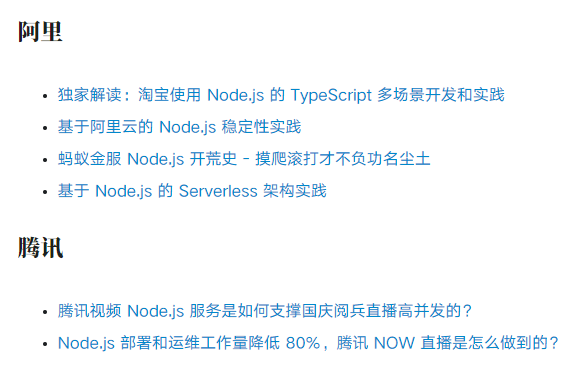 阿里
独家解读：淘宝使用 Node.js 的 TypeScript 多场景开发和实践
基于阿里云的 Node.js 稳定性实践
蚂蚁金服 Node.js 开荒史 - 摸爬滚打才不负功名尘土
基于 Node.js 的 Serverless 架构实践
腾讯
腾讯视频 Node.js 服务是如何支撑国庆阅兵直播高并发的？
Node.js 部署和运维工作量降低 80%，腾讯 NOW 直播是怎么做到的？